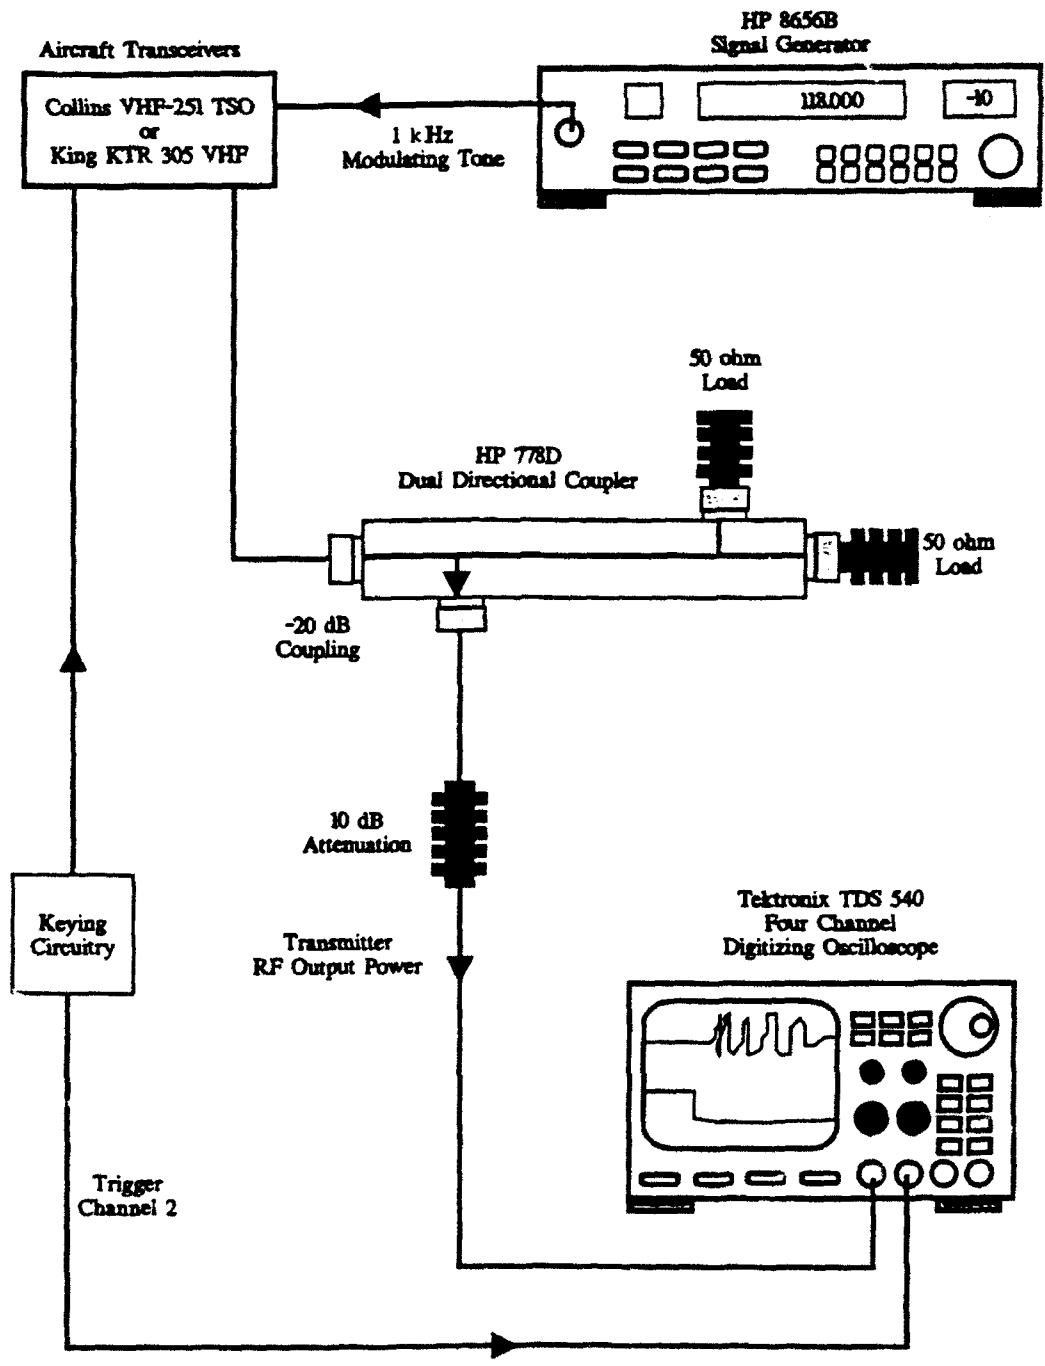 HP 8656B
Signal Generator
Aircraft Transceivers
Collins VHF-251 TSO
or
King KTR 305 VHF
118.000
-10
1 kHz
Modulating Tone
50 ohm
Load
HP 778D
Dual Directional Coupler
50 ohm
Load
-20 dB
Coupling
10 dB
Attenuation
Keying
Circuitry
Transmitter
RF Output Power
Tektronix TDS 540
Four Channel
Digitizing Oscilloscope
Trigger
Channel 2